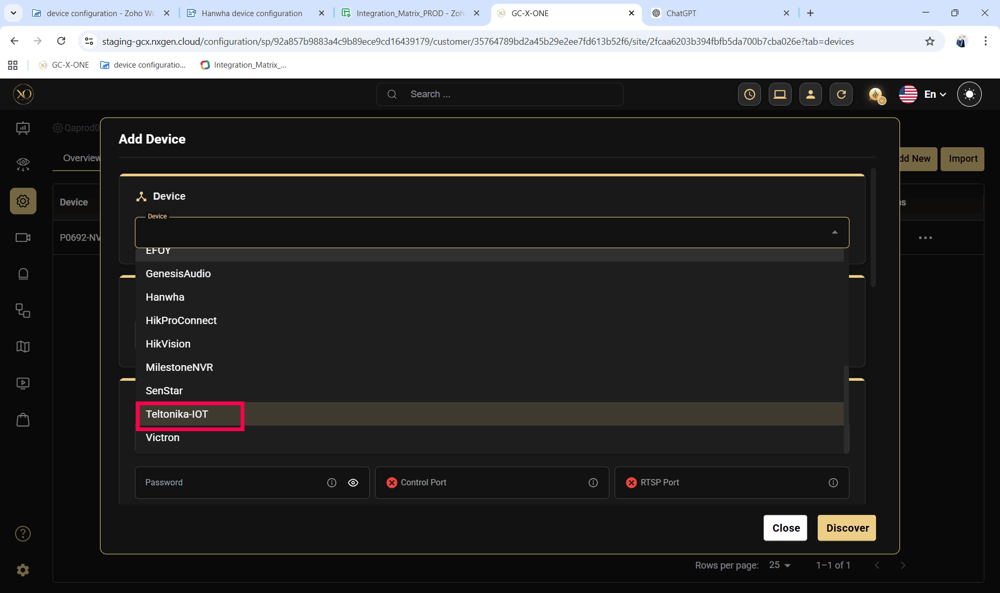 device configuration - Zoho Wo
Hanwha device configuration
Integration_Matrix_PROD - Zoh
GC-X-ONE
ChatGPT
staging-gcx.nxgen.cloud/configuration/sp/92a857b9883a4c9b89ece9cd16439179/customer/35764789bd2a45b29e2ee7fd613b52f6/site/2fcaa6203b394fbfb5da700b7cba026e?tab=devices
GC-X-ONE
device configuratio...
Integration_Matrix_...
XO
Search ...
En
Qaprod0
Add Device
Overview
dd New
Import
Device
Device
Device
P0692-NV
EFOY
GenesisAudio
Hanwha
HikProConnect
HikVision
MilestoneNVR
SenStar
Teltonika-IOT
Victron
Password
Control Port
RTSP Port
Close
Discover
Rows per page:
25
1–1 of 1